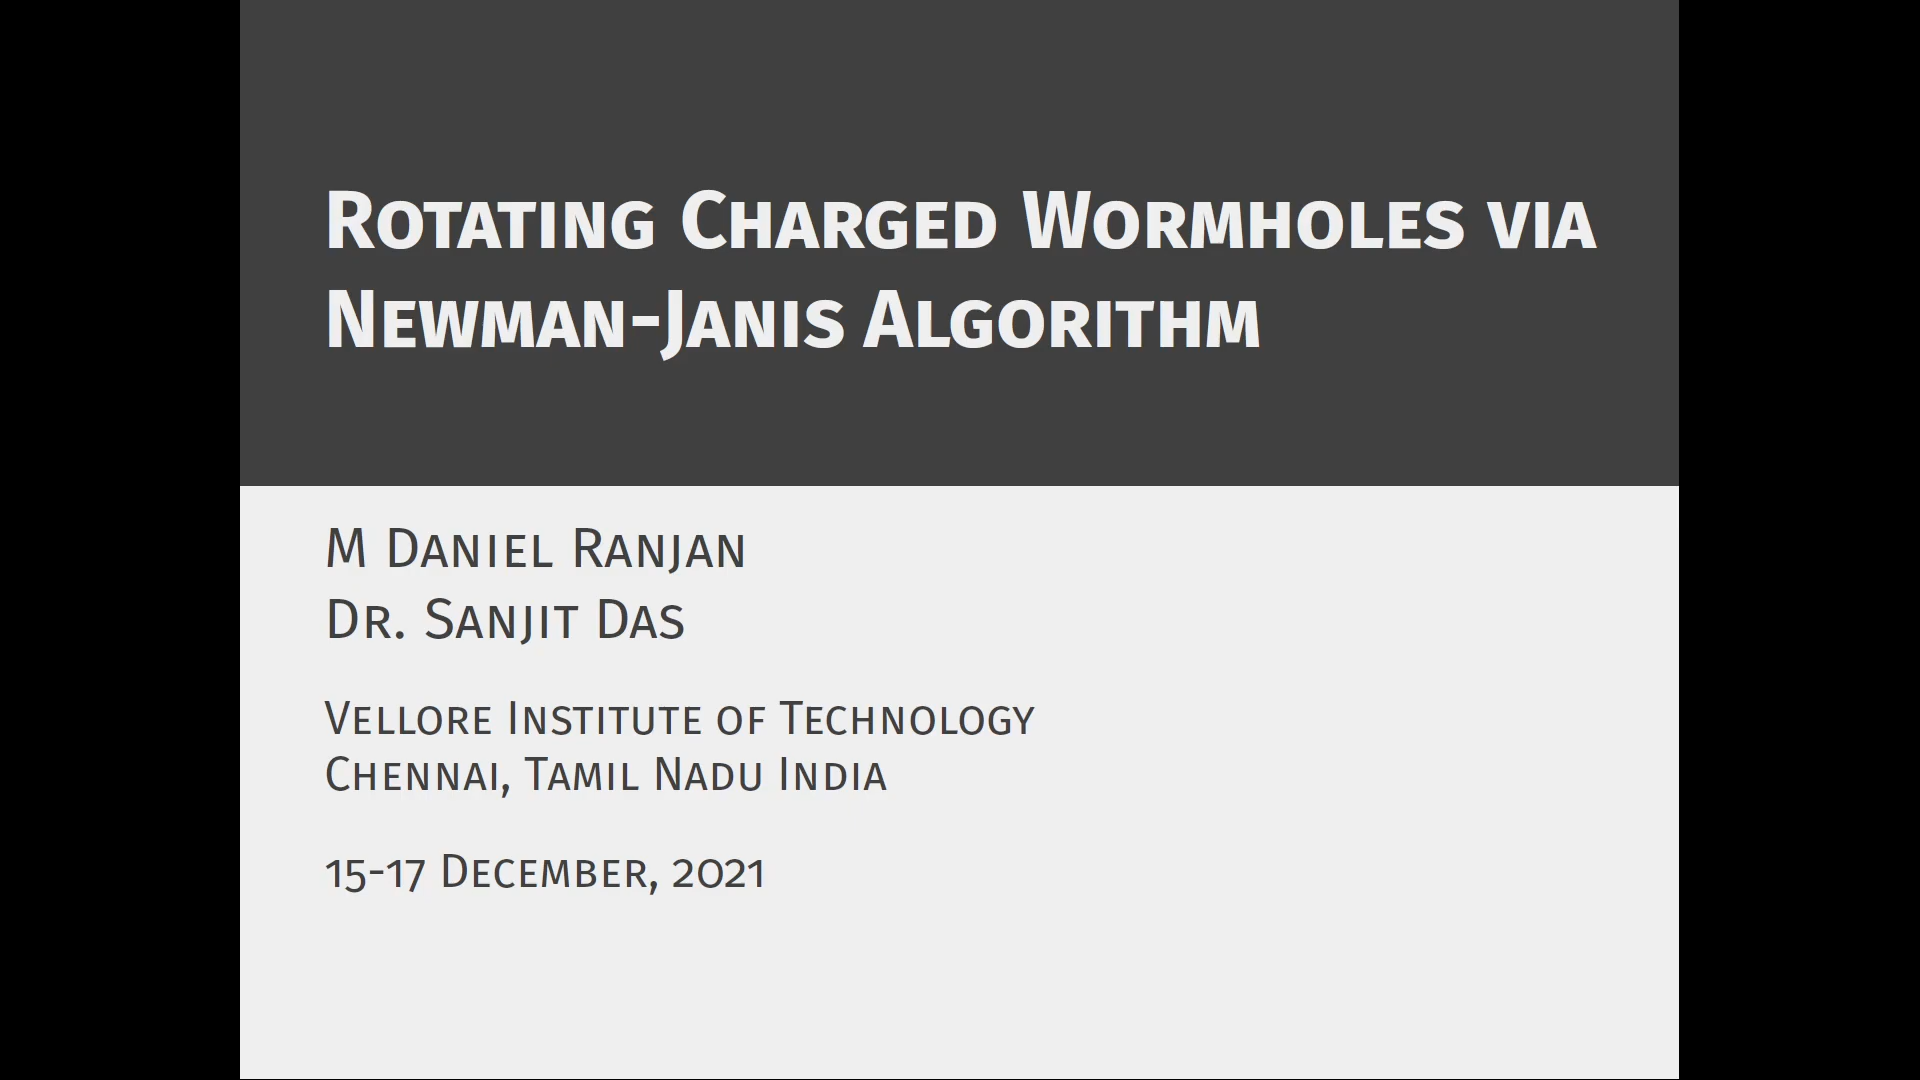 Rotating Charged Wormholes via
Newman-Janis Algorithm
M Daniel Ranjan
Dr. Sanjit Das
Vellore Institute of Technology
Chennai, Tamil Nadu India
15-17 December, 2021